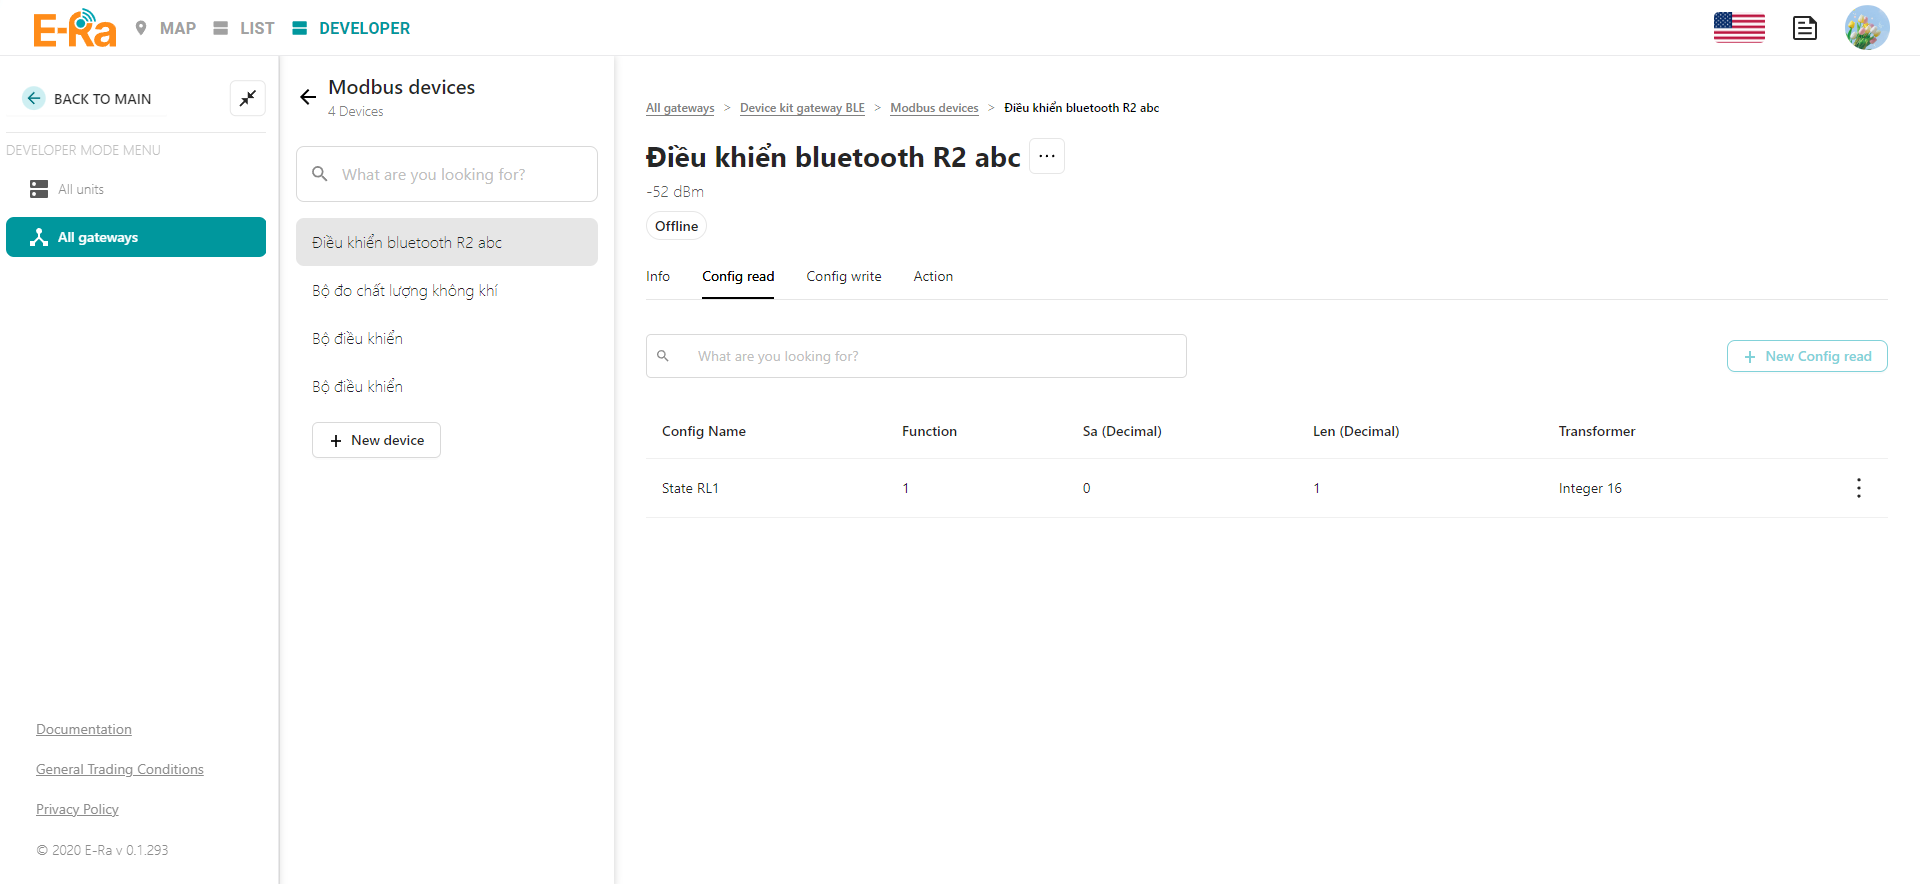 E-Ra MAP LIST DEVELOPER
BACK TO MAIN
DEVELOPER MODE MENU
All units
All gateways
Documentation
General Trading Conditions
Privacy Policy
© 2020 E-Ra v 0.1.293
Modbus devices
4 Devices
What are you looking for?
Điều khiển bluetooth R2 abc
Bộ đo chất lượng không khí
Bộ điều khiển
Bộ điều khiển
+ New device
All gateways > Device kit gateway BLE > Modbus devices > Điều khiển bluetooth R2 abc
Điều khiển bluetooth R2 abc ...
-52 dBm
Offline
Info Config read Config write Action
What are you looking for? + New Config read
Config Name Function Sa (Decimal) Len (Decimal) Transformer
State RL1 1 0 1 Integer 16